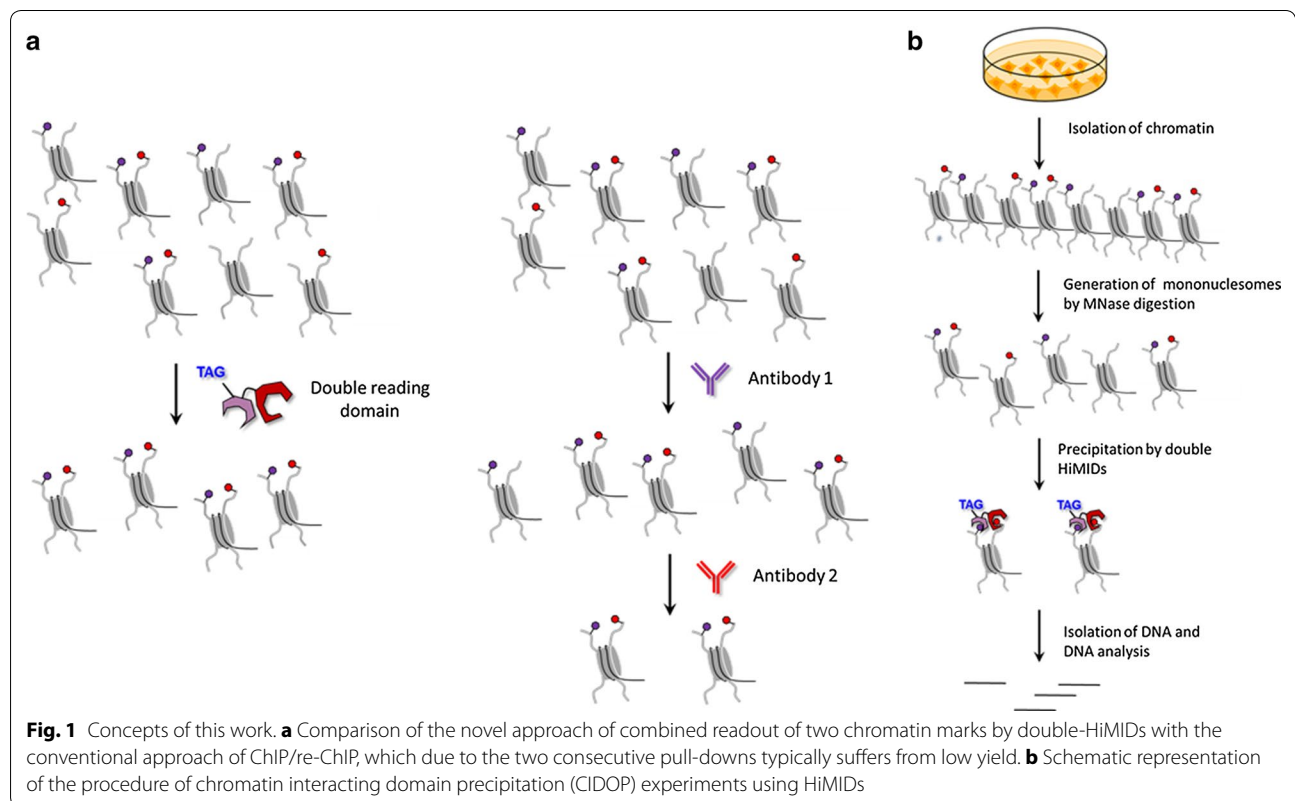 a
TAG
Double reading
domain
Antibody 1
Antibody 2
b
Isolation of chromatin
Generation of mononuclesomes
by MNase digestion
Precipitation by double
HiMIDs
TAG
TAG
Isolation of DNA and
DNA analysis
Fig. 1 Concepts of this work. a Comparison of the novel approach of combined readout of two chromatin marks by double-HiMIDs with the
conventional approach of ChIP/re-ChIP, which due to the two consecutive pull-downs typically suffers from low yield. b Schematic representation
of the procedure of chromatin interacting domain precipitation (CIDOP) experiments using HiMIDs